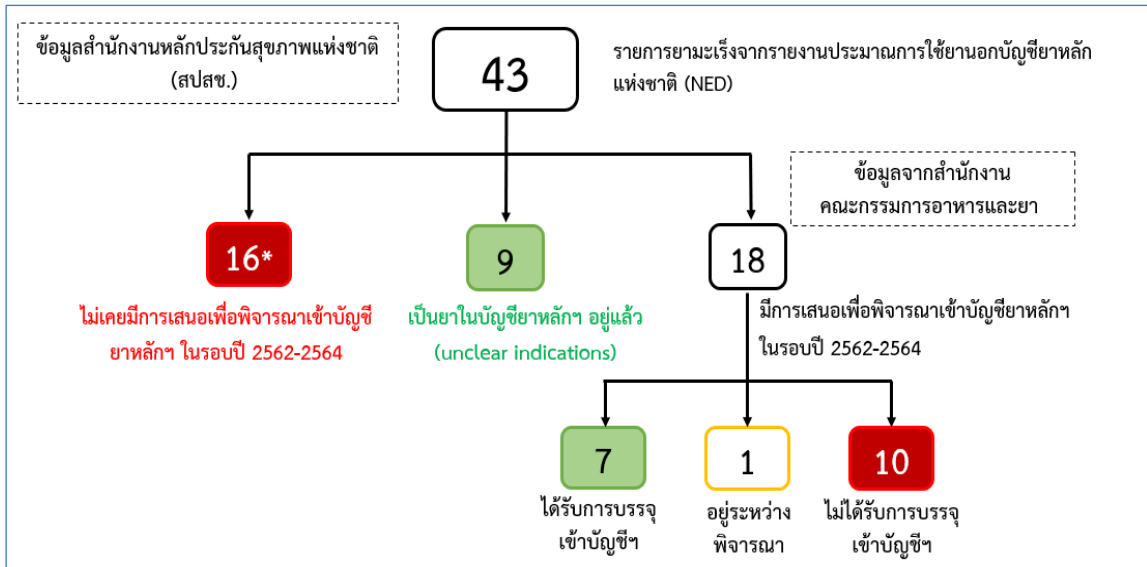 ข้อมูลสำนักงานหลักประกันสุขภาพแห่งชาติ
(สปสช.)
43
รายการยามะเร็งจากรายงานประมาณการใช้ยานอกบัญชียาหลัก
แห่งชาติ (NED)
ข้อมูลจากสำนักงาน
คณะกรรมการอาหารและยา
16*
9
18
ไม่เคยมีการเสนอเพื่อพิจารณาเข้าบัญชี
ยาหลักฯ ในรอบปี 2562-2564
เป็นยาในบัญชียาหลักฯ อยู่แล้ว
(unclear indications)
มีการเสนอเพื่อพิจารณาเข้าบัญชียาหลักฯ
ในรอบปี 2562-2564
7
1
10
ได้รับการบรรจุ
เข้าบัญชีฯ
อยู่ระหว่าง
พิจารณา
ไม่ได้รับการบรรจุ
เข้าบัญชีฯ